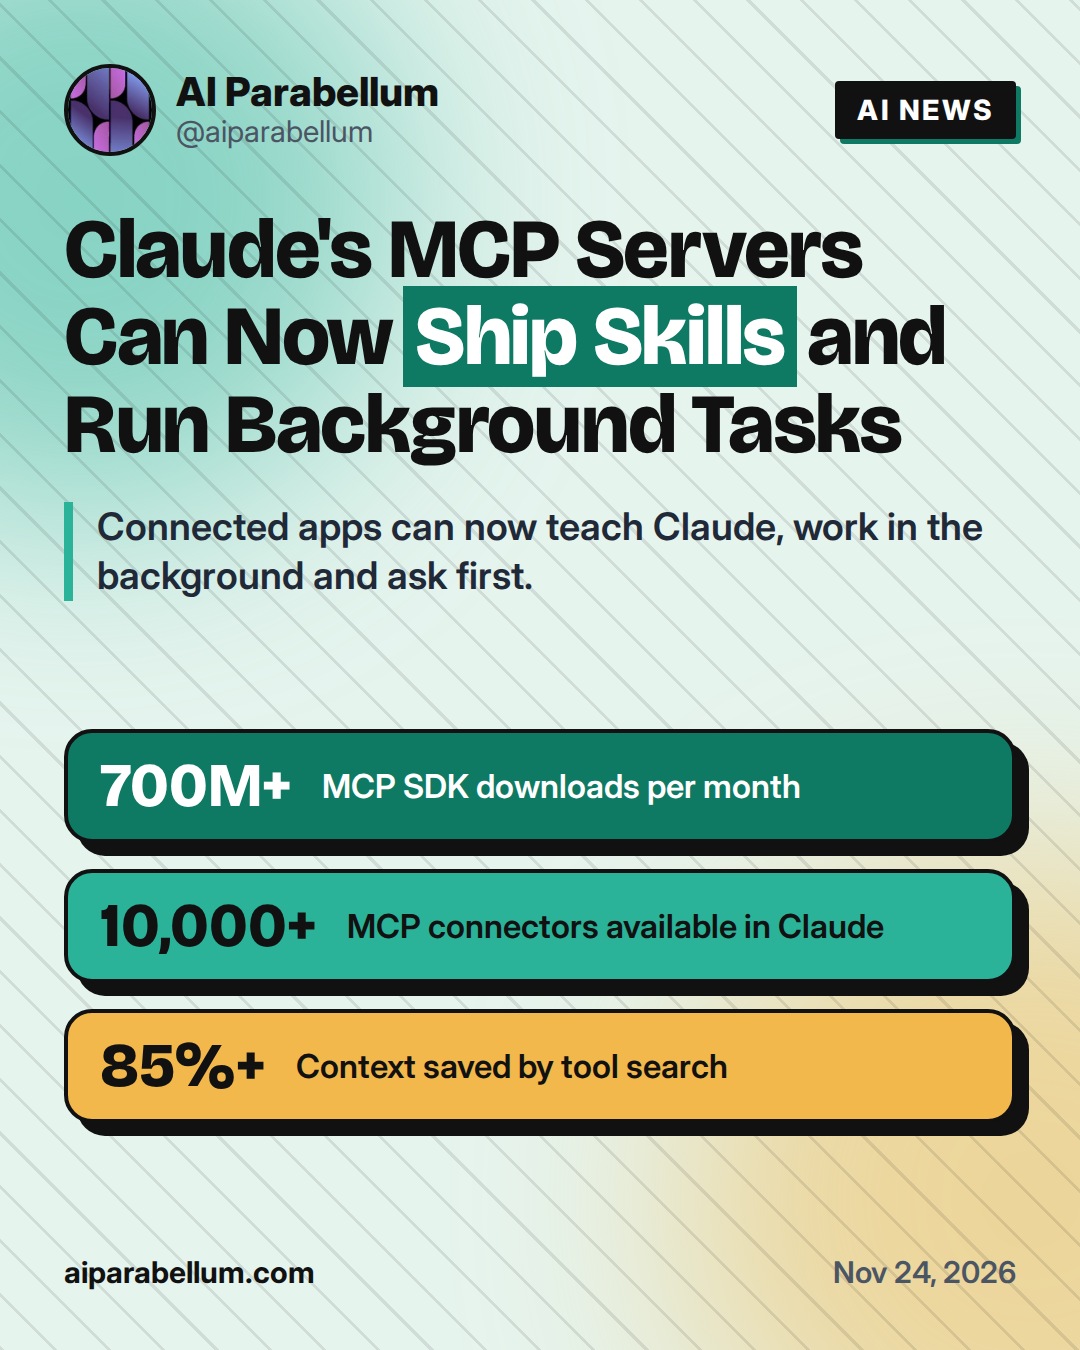 AI Parabellum
@aiparabellum
AI NEWS
Claude's MCP Servers
Can Now Ship Skills and
Run Background Tasks
Connected apps can now teach Claude, work in the
background and ask first.
700M+ MCP SDK downloads per month
10,000+ MCP connectors available in Claude
85%+ Context saved by tool search
aiparabellum.com
Nov 24, 2026